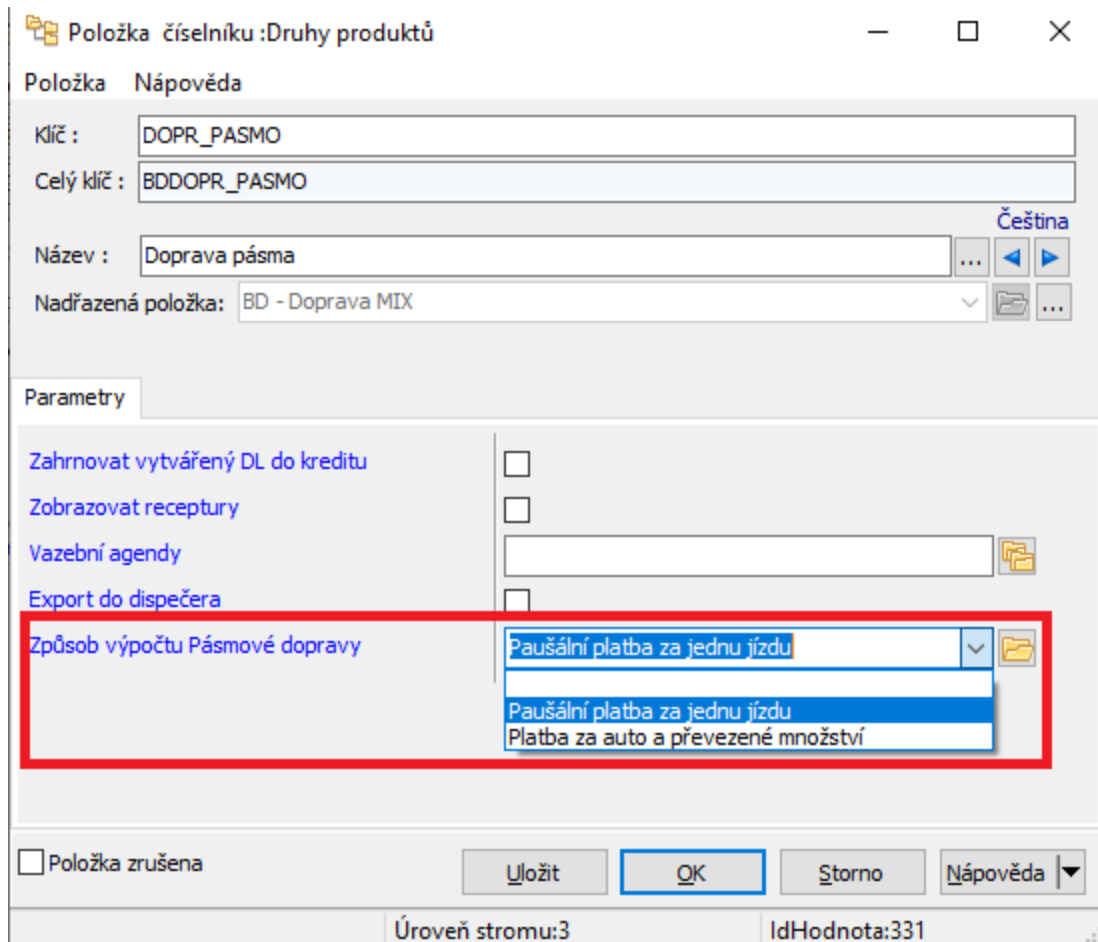 Položka číselníku :Druhy produktů
Položka Nápověda
Klíč : DOPR_PASMO
Celý klíč : BDDOPR_PASMO
Čeština
Název : Doprava pásma ...
Nadřazená položka: BD - Doprava MIX ...
Parametry
Zahrnovat vytvářený DL do kreditu
Zobrazovat receptury
Vazební agendy
Export do dispečera
Způsob výpočtu Pásmové dopravy Paušální platba za jednu jízdu
Paušální platba za jednu jízdu
Platba za auto a převezené množství
Položka zrušena Uložit OK Storno Nápověda
Úroveň stromu:3 IdHodnota:331